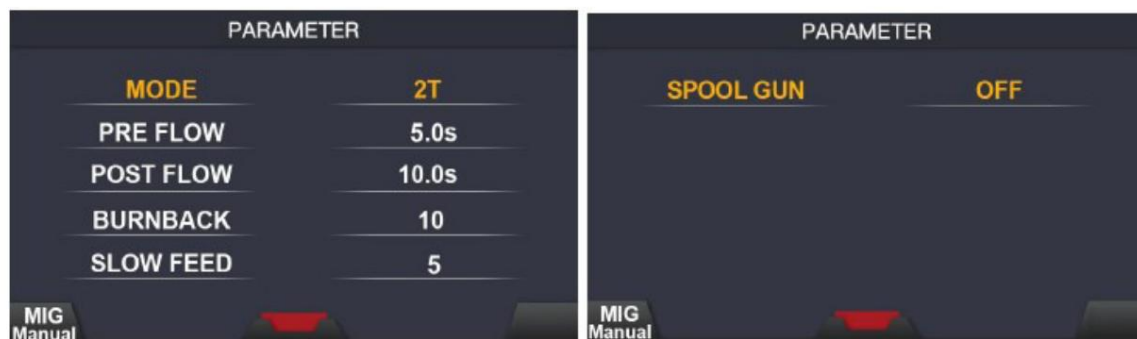 PARAMETER
MODE 2T
PRE FLOW 5.0s
POST FLOW 10.0s
BURNBACK 10
SLOW FEED 5
MIG
Manual
PARAMETER
SPOOL GUN OFF
MIG
Manual